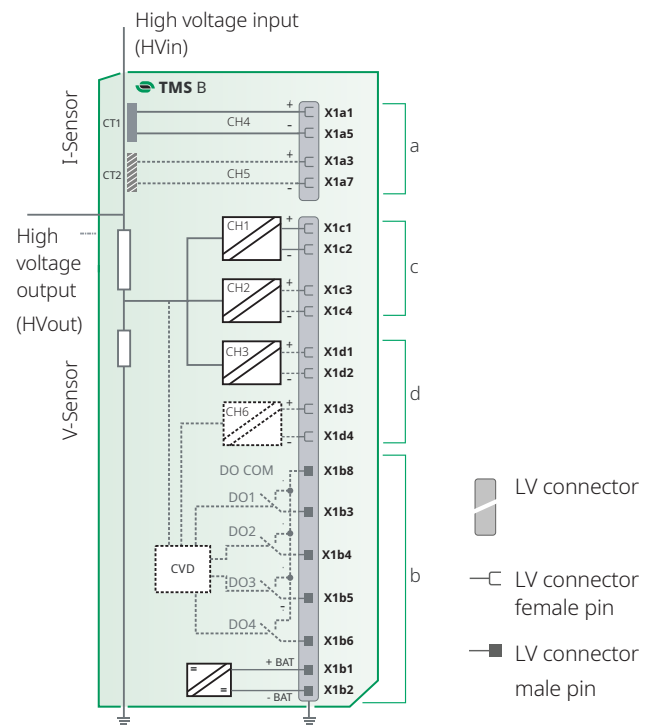 High voltage input
(HVin)
TMS B
I-Sensor
CT1
CH4
+
-
X1a1
X1a5
CT2
CH5
+
-
X1a3
X1a7
a
High
voltage
output
(HVout)
V-Sensor
CH1
+
-
X1c1
X1c2
CH2
+
-
X1c3
X1c4
c
CH3
+
-
X1d1
X1d2
CH6
+
-
X1d3
X1d4
d
DO COM
X1b8
DO1
X1b3
DO2
X1b4
CVD
DO3
-
X1b5
DO4
X1b6
+ BAT
X1b1
- BAT
X1b2
b
LV connector
LV connector
female pin
LV connector
male pin